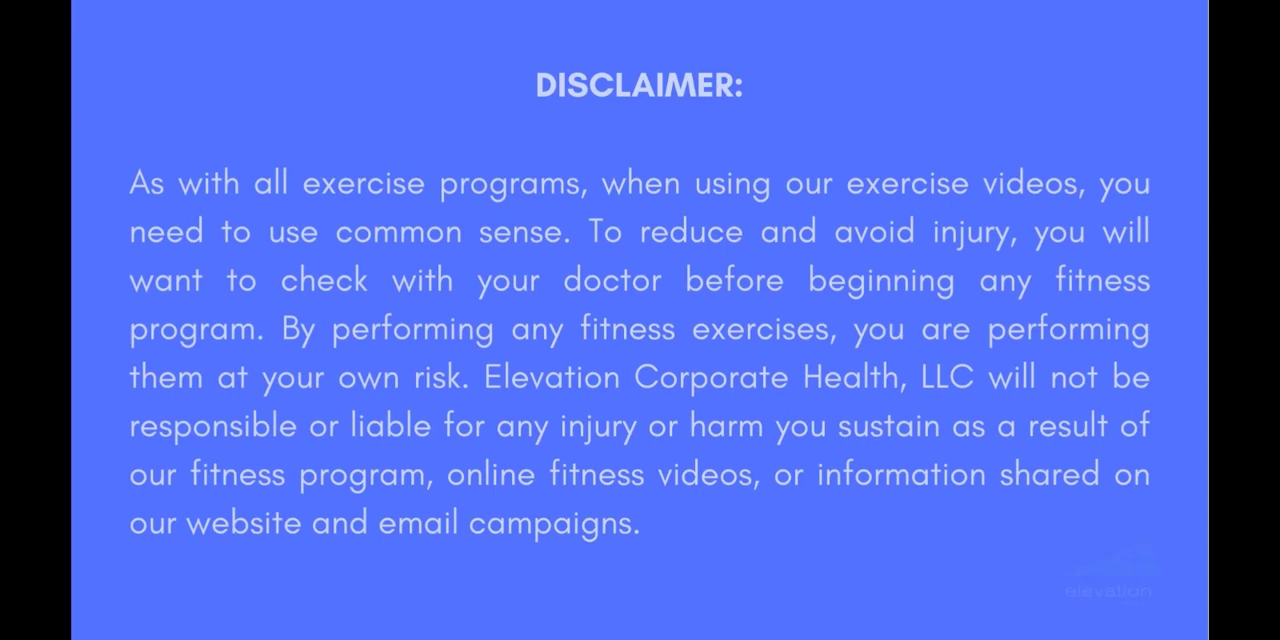 DISCLAIMER:
As with all exercise programs, when using our exercise videos, you
need to use common sense. To reduce and avoid injury, you will
want to check with your doctor before beginning any fitness
program. By performing any fitness exercises, you are performing
them at your own risk. Elevation Corporate Health, LLC will not be
responsible or liable for any injury or harm you sustain as a result of
our fitness program, online fitness videos, or information shared on
our website and email campaigns.
elevation